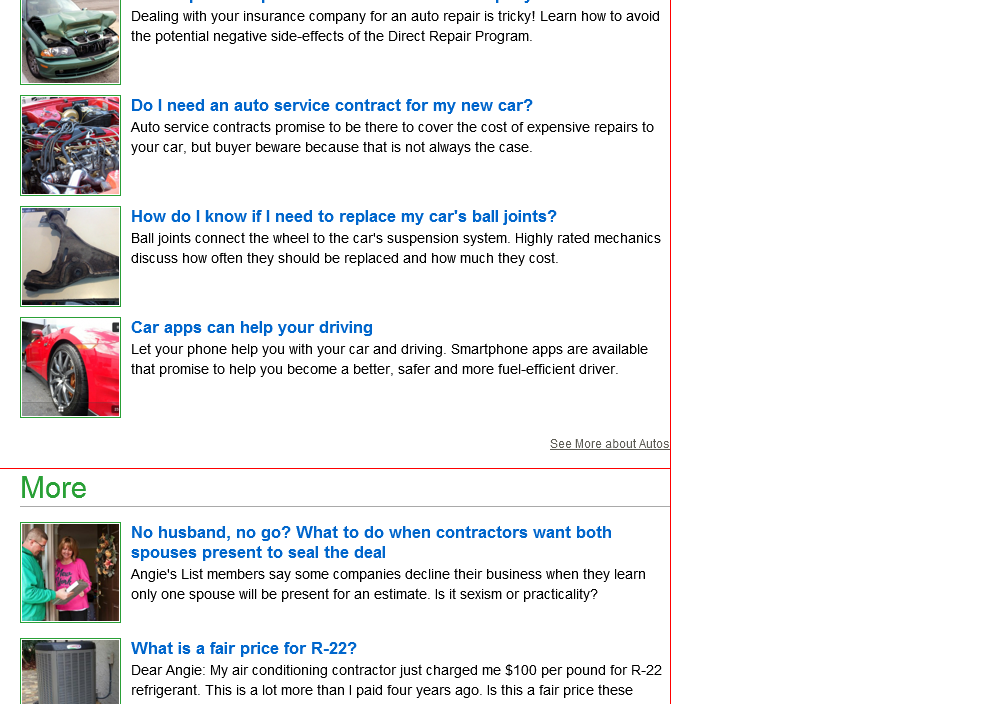 Dealing with your insurance company for an auto repair is tricky! Learn how to avoid
the potential negative side-effects of the Direct Repair Program.
Do I need an auto service contract for my new car?
Auto service contracts promise to be there to cover the cost of expensive repairs to
your car, but buyer beware because that is not always the case.
How do I know if I need to replace my car's ball joints?
Ball joints connect the wheel to the car's suspension system. Highly rated mechanics
discuss how often they should be replaced and how much they cost.
Car apps can help your driving
Let your phone help you with your car and driving. Smartphone apps are available
that promise to help you become a better, safer and more fuel-efficient driver.
See More about Autos
More
No husband, no go? What to do when contractors want both
spouses present to seal the deal
Angie's List members say some companies decline their business when they learn
only one spouse will be present for an estimate. Is it sexism or practicality?
What is a fair price for R-22?
Dear Angie: My air conditioning contractor just charged me $100 per pound for R-22
refrigerant. This is a lot more than I paid four years ago. Is this a fair price these